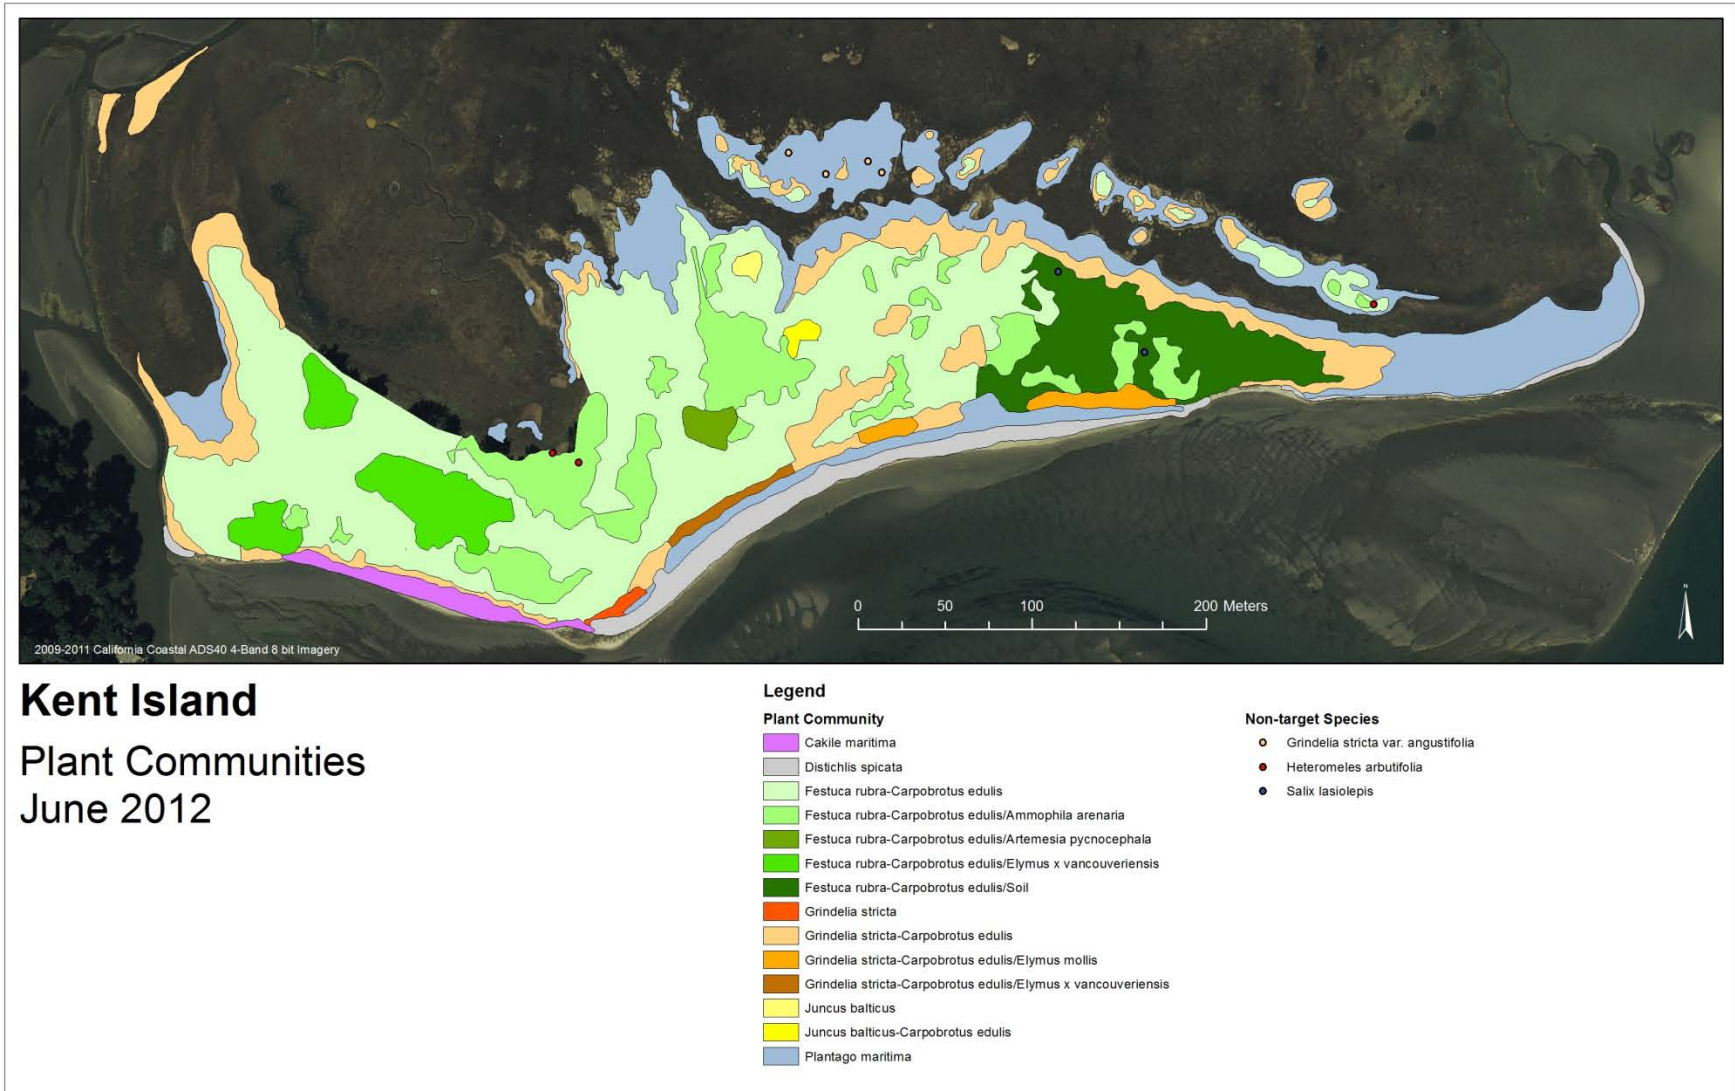 0 50 100 200 Meters
N
2009-2011 California Coastal ADS40 4-Band 8 bit Imagery
Kent Island
Plant Communities
June 2012
Legend
Plant Community
Cakile maritima
Distichlis spicata
Festuca rubra-Carpobrotus edulis
Festuca rubra-Carpobrotus edulis/Ammophila arenaria
Festuca rubra-Carpobrotus edulis/Artemesia pycnocephala
Festuca rubra-Carpobrotus edulis/Elymus x vancouveriensis
Festuca rubra-Carpobrotus edulis/Soil
Grindelia stricta
Grindelia stricta-Carpobrotus edulis
Grindelia stricta-Carpobrotus edulis/Elymus mollis
Grindelia stricta-Carpobrotus edulis/Elymus x vancouveriensis
Juncus balticus
Juncus balticus-Carpobrotus edulis
Plantago maritima
Non-target Species
Grindelia stricta var. angustifolia
Heteromeles arbutifolia
Salix lasiolepis